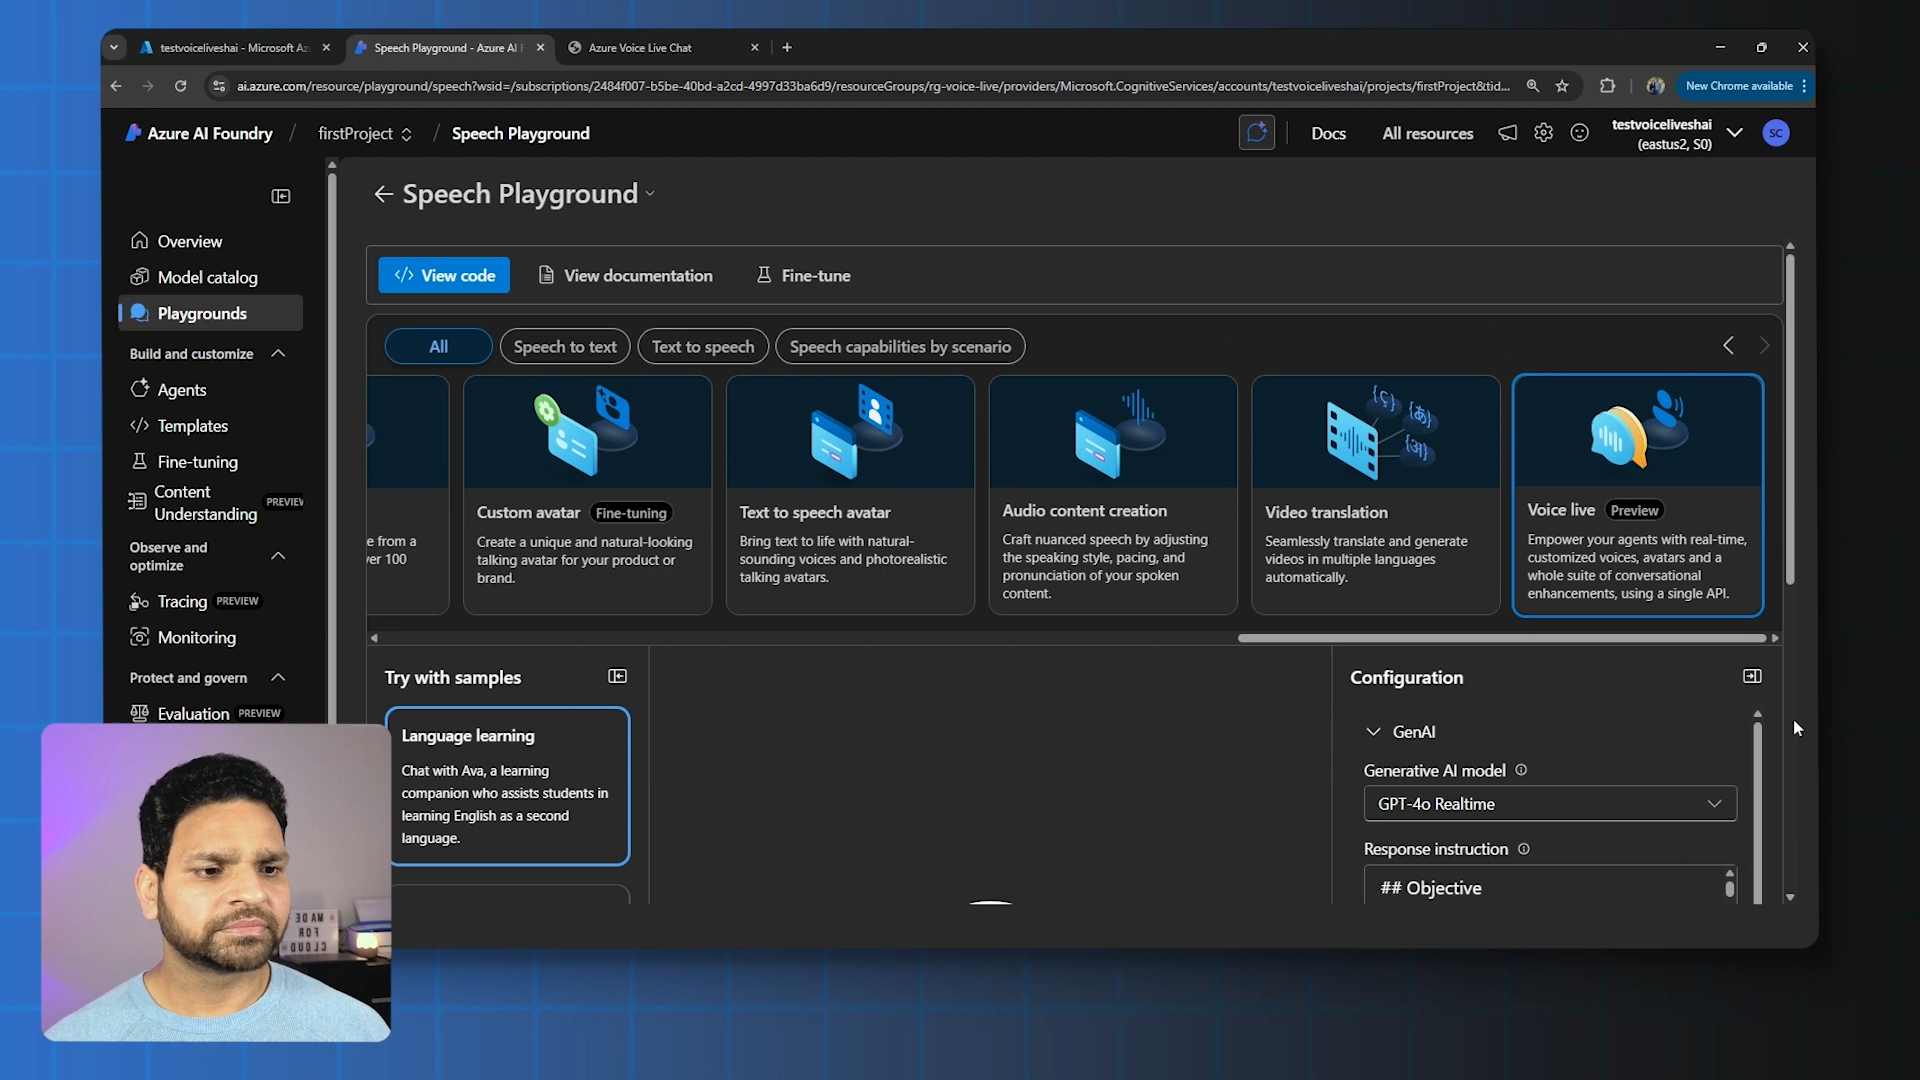 testvoiceliveshai - Microsoft Az
Speech Playground - Azure AI F
Azure Voice Live Chat
ai.azure.com/resource/playground/speech?wsid=/subscriptions/2484f007-b5be-40bd-a2cd-4997d33ba6d9/resourceGroups/rg-voice-live/providers/Microsoft.CognitiveServices/accounts/testvoiceliveshai/projects/firstProject&tid...
New Chrome available
Azure AI Foundry / firstProject / Speech Playground
Docs
All resources
testvoiceliveshai
(eastus2, S0)
SC
Overview
Model catalog
Playgrounds
Build and customize
Agents
Templates
Fine-tuning
Content
Understanding
PREVIEW
Observe and
optimize
Tracing PREVIEW
Monitoring
Protect and govern
Evaluation PREVIEW
Speech Playground
View code
View documentation
Fine-tune
All
Speech to text
Text to speech
Speech capabilities by scenario
e from a
ver 100
Custom avatar Fine-tuning
Create a unique and natural-looking
talking avatar for your product or
brand.
Text to speech avatar
Bring text to life with natural-
sounding voices and photorealistic
talking avatars.
Audio content creation
Craft nuanced speech by adjusting
the speaking style, pacing, and
pronunciation of your spoken
content.
Video translation
Seamlessly translate and generate
videos in multiple languages
automatically.
Voice live Preview
Empower your agents with real-time,
customized voices, avatars and a
whole suite of conversational
enhancements, using a single API.
Try with samples
Language learning
Chat with Ava, a learning
companion who assists students in
learning English as a second
language.
Configuration
GenAI
Generative AI model
GPT-4o Realtime
Response instruction
## Objective
MADE
FOR
CLOUD